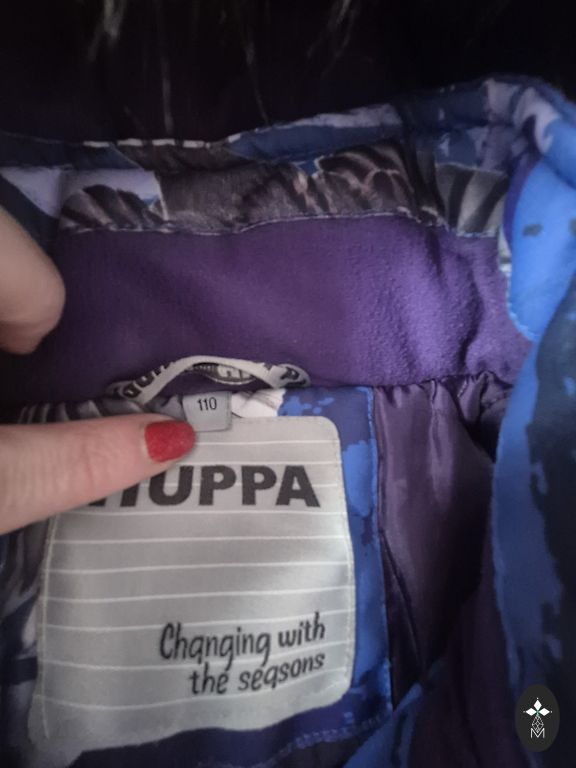 110
HUPPA
Changing with
the seasons
M